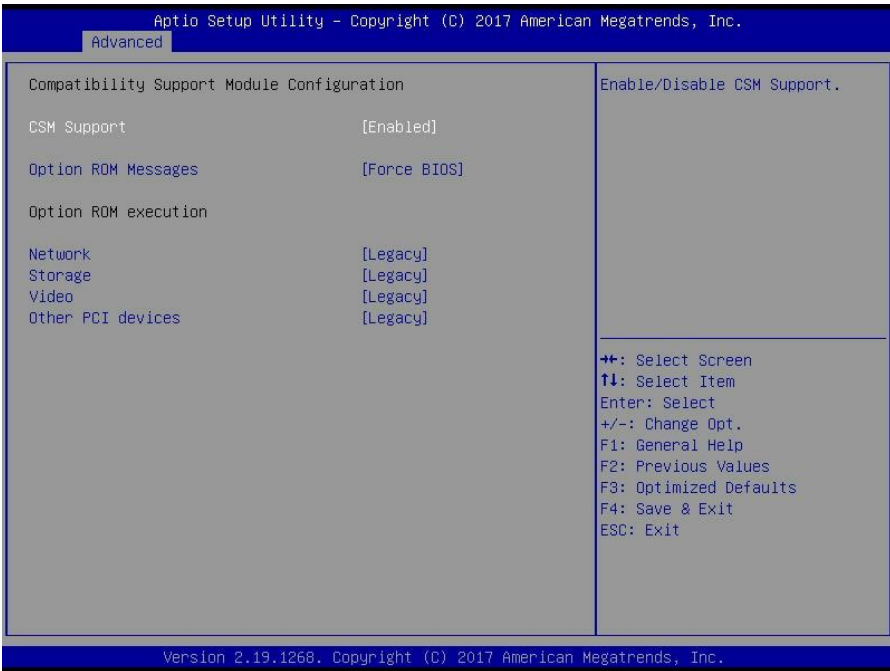 Aptio Setup Utility – Copyright (C) 2017 American Megatrends, Inc.
Advanced
Compatibility Support Module Configuration
CSM Support [Enabled]
Option ROM Messages [Force BIOS]
Option ROM execution
Network [Legacy]
Storage [Legacy]
Video [Legacy]
Other PCI devices [Legacy]
Enable/Disable CSM Support.
→←: Select Screen
↑↓: Select Item
Enter: Select
+/-: Change Opt.
F1: General Help
F2: Previous Values
F3: Optimized Defaults
F4: Save & Exit
ESC: Exit
Version 2.19.1268. Copyright (C) 2017 American Megatrends, Inc.